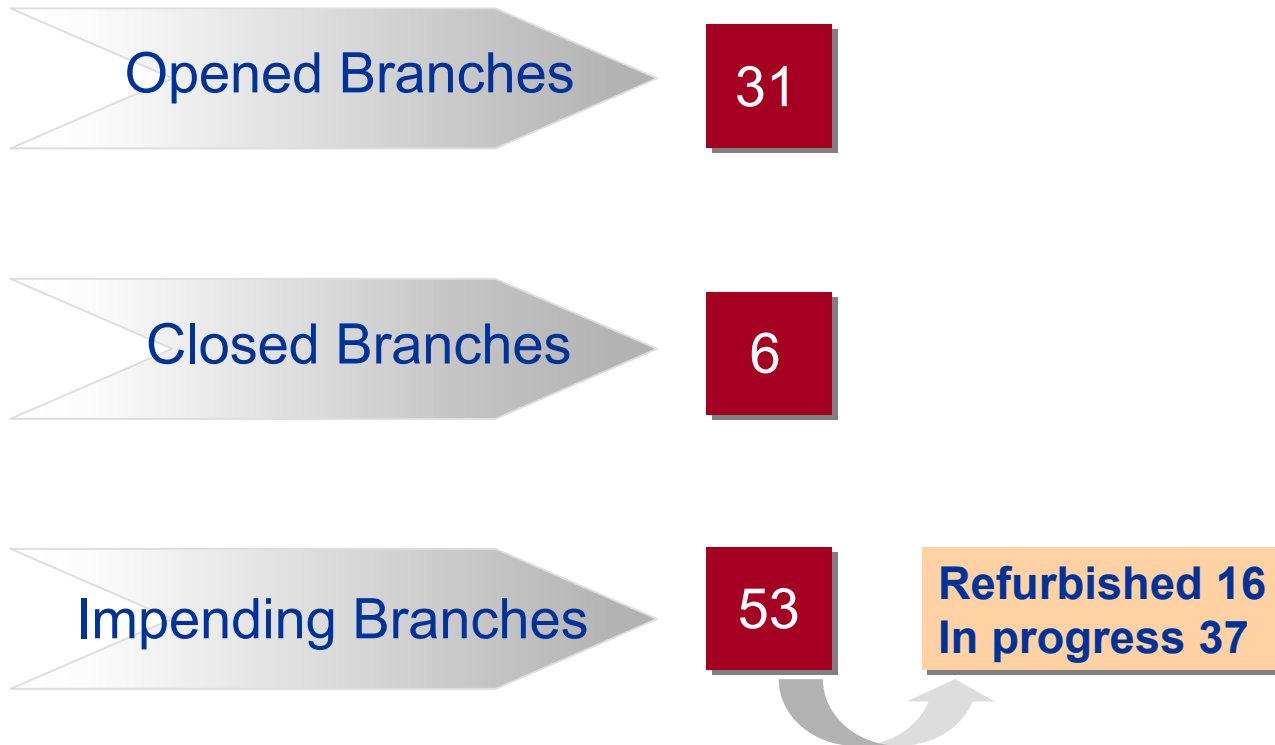 Opened Branches 31
Closed Branches 6
Impending Branches 53
Refurbished 16
In progress 37